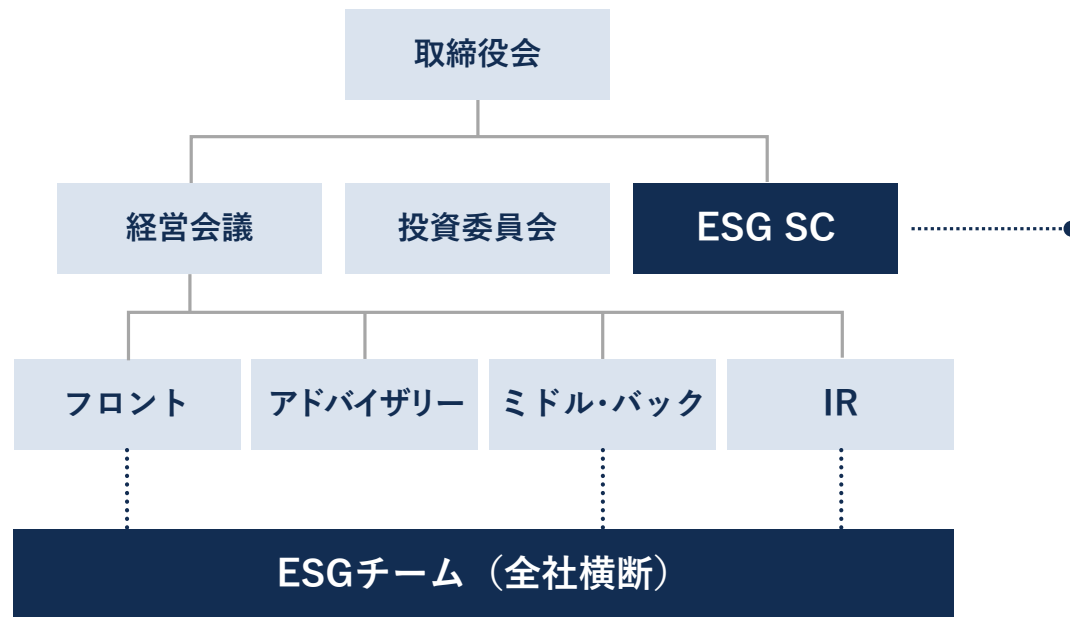 取締役会
経営会議
投資委員会
ESG SC
フロント
アドバイザリー
ミドル・バック
IR
ESGチーム（全社横断）